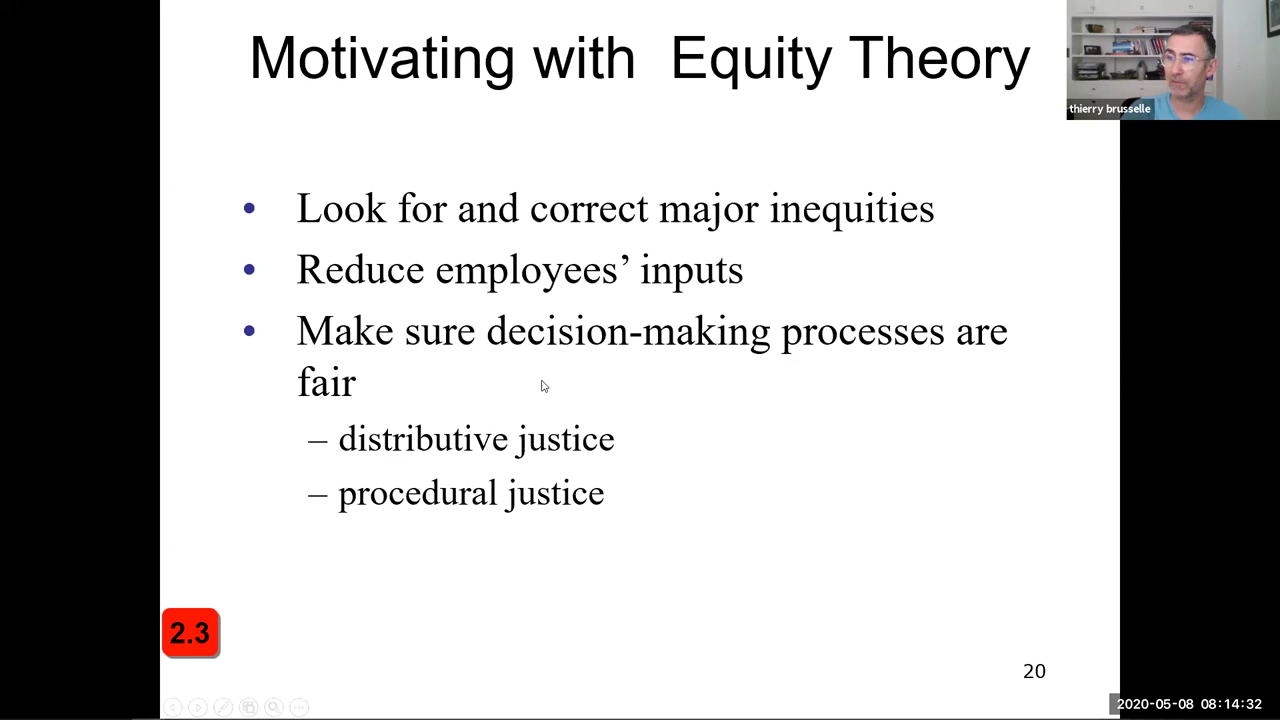 Motivating with  Equity Theory
thierry brusselle
• Look for and correct major inequities
• Reduce employees’ inputs
• Make sure decision-making processes are
fair
– distributive justice
– procedural justice
2.3
20
2020-05-08 08:14:32